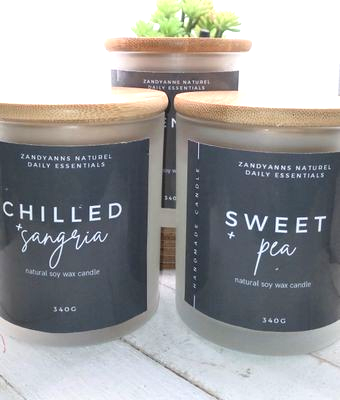 ZANDYANNS NATUREL
DAILY ESSENTIALS
340
ZANDYANNS NATUREL
DAILY ESSENTIALS
CHILLED
+
sangria
natural soy wax candle
340G
HANDMADE CANDLE
ZANDYANNS NATUREL
DAILY ESSENTIALS
SWEET
+
pea
natural soy wax candle
340G